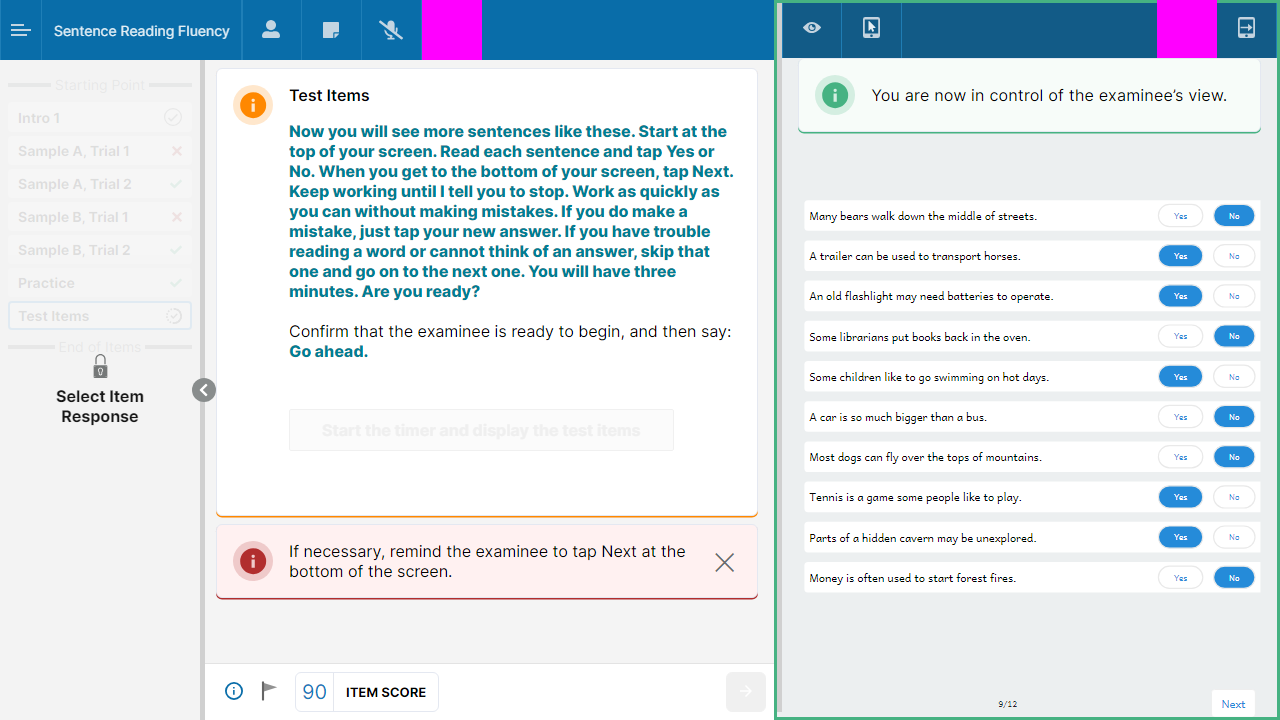 Sentence Reading Fluency
Starting Point
Intro 1
Sample A, Trial 1
Sample A, Trial 2
Sample B, Trial 1
Sample B, Trial 2
Practice
Test Items
End of Items
Select Item
Response
Test Items
Now you will see more sentences like these. Start at the
top of your screen. Read each sentence and tap Yes or
No. When you get to the bottom of your screen, tap Next.
Keep working until I tell you to stop. Work as quickly as
you can without making mistakes. If you do make a
mistake, just tap your new answer. If you have trouble
reading a word or cannot think of an answer, skip that
one and go on to the next one. You will have three
minutes. Are you ready?
Confirm that the examinee is ready to begin, and then say:
Go ahead.
Start the timer and display the test items
If necessary, remind the examinee to tap Next at the
bottom of the screen.
90 ITEM SCORE
You are now in control of the examinee’s view.
Many bears walk down the middle of streets. Yes No
A trailer can be used to transport horses. Yes No
An old flashlight may need batteries to operate. Yes No
Some librarians put books back in the oven. Yes No
Some children like to go swimming on hot days. Yes No
A car is so much bigger than a bus. Yes No
Most dogs can fly over the tops of mountains. Yes No
Tennis is a game some people like to play. Yes No
Parts of a hidden cavern may be unexplored. Yes No
Money is often used to start forest fires. Yes No
9/12
Next